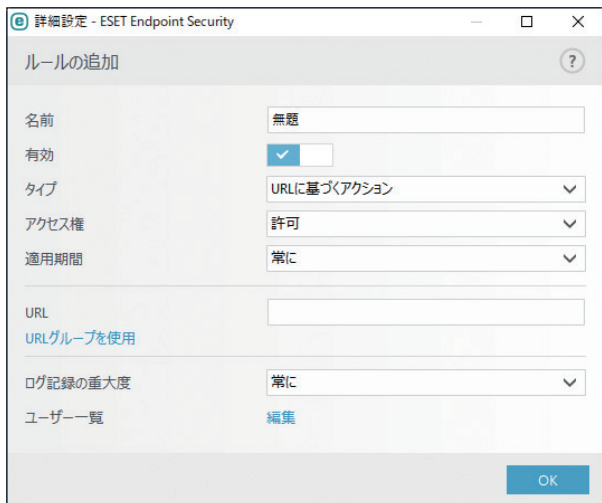 e 詳細設定 - ESET Endpoint Security
ルールの追加 ?
名前 無題
有効
タイプ URLに基づくアクション
アクセス権 許可
適用期間 常に
URL
URLグループを使用
ログ記録の重大度 常に
ユーザー一覧 編集
OK